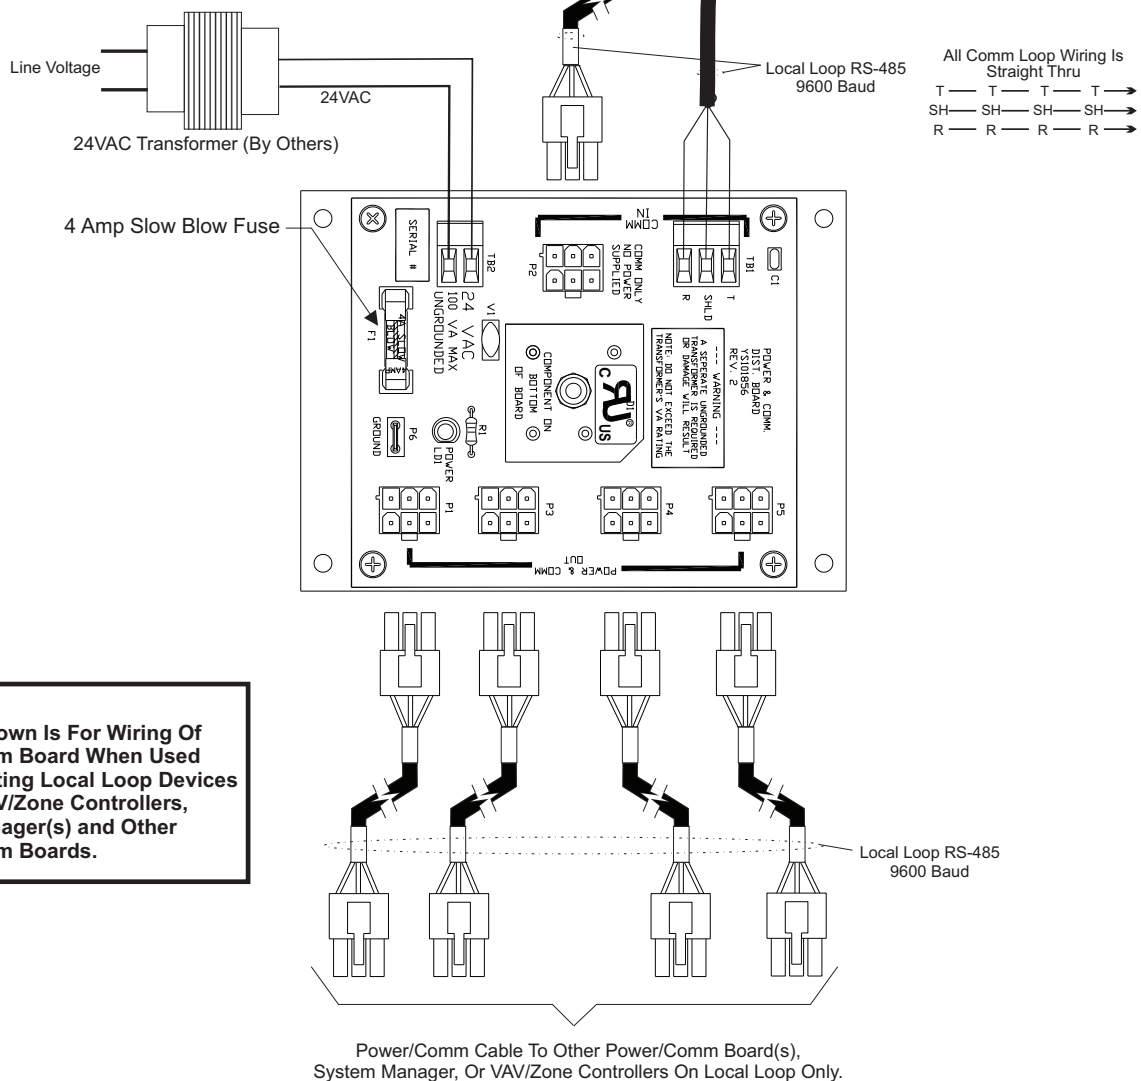 Line Voltage
24VAC
24VAC Transformer (By Others)
Local Loop RS-485
9600 Baud
All Comm Loop Wiring Is
Straight Thru
T T T T
SH SH SH SH
R R R R
4 Amp Slow Blow Fuse
SERIAL #
TB2
24 VAC
100 VA MAX
UNGROUNDED
V1
COMM
IN
P2
COMM ONLY
NO POWER
SUPPLIED
TB1
C1
R
SHLD
T
4A SLOW
BLOW
4AMP
F1
COMPONENT ON
BOTTOM
OF BOARD
D1
C RU ® US
--- WARNING ---
A SEPERATE UNGROUNDED
TRANSFORMER IS REQUIRED
OR DAMAGE WILL RESULT
NOTE: DO NOT EXCEED THE
TRANSFORMER'S VA RATING
POWER & COMM.
DIST. BOARD
YS101856
REV. 2
P6
GROUND
R1
POWER
LD1
P1
P3
P4
P5
POWER & COMM
OUT
own Is For Wiring Of
m Board When Used
ting Local Loop Devices
V/Zone Controllers,
nager(s) and Other
m Boards.
Local Loop RS-485
9600 Baud
Power/Comm Cable To Other Power/Comm Board(s),
System Manager, Or VAV/Zone Controllers On Local Loop Only.